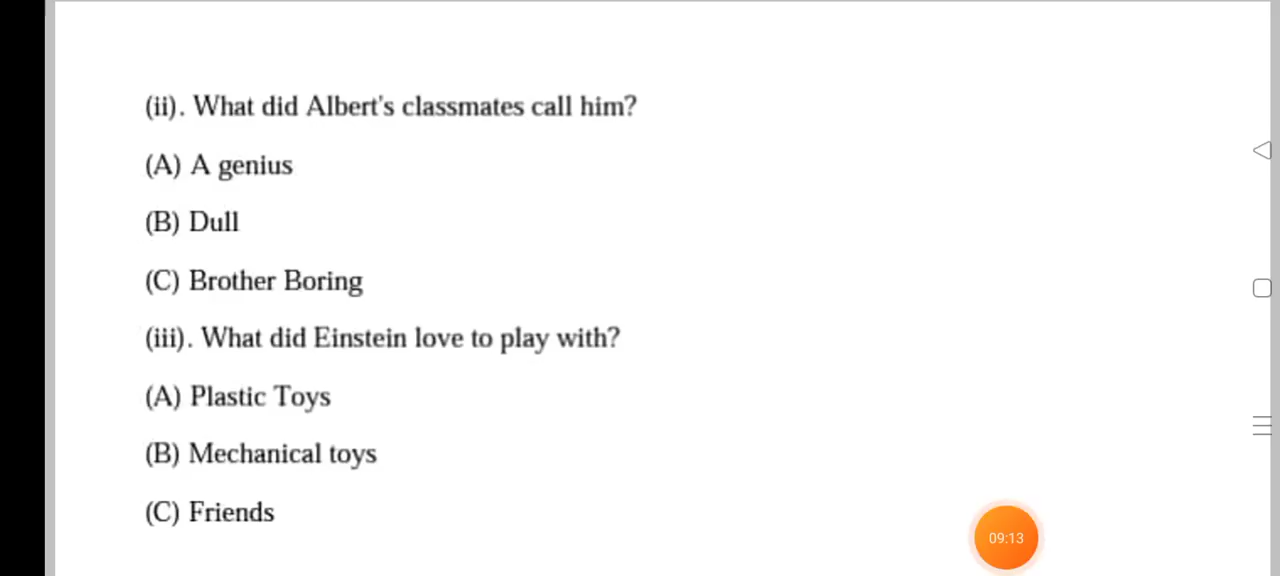 (ii). What did Albert's classmates call him?
(A) A genius
(B) Dull
(C) Brother Boring
(iii). What did Einstein love to play with?
(A) Plastic Toys
(B) Mechanical toys
(C) Friends
09:13